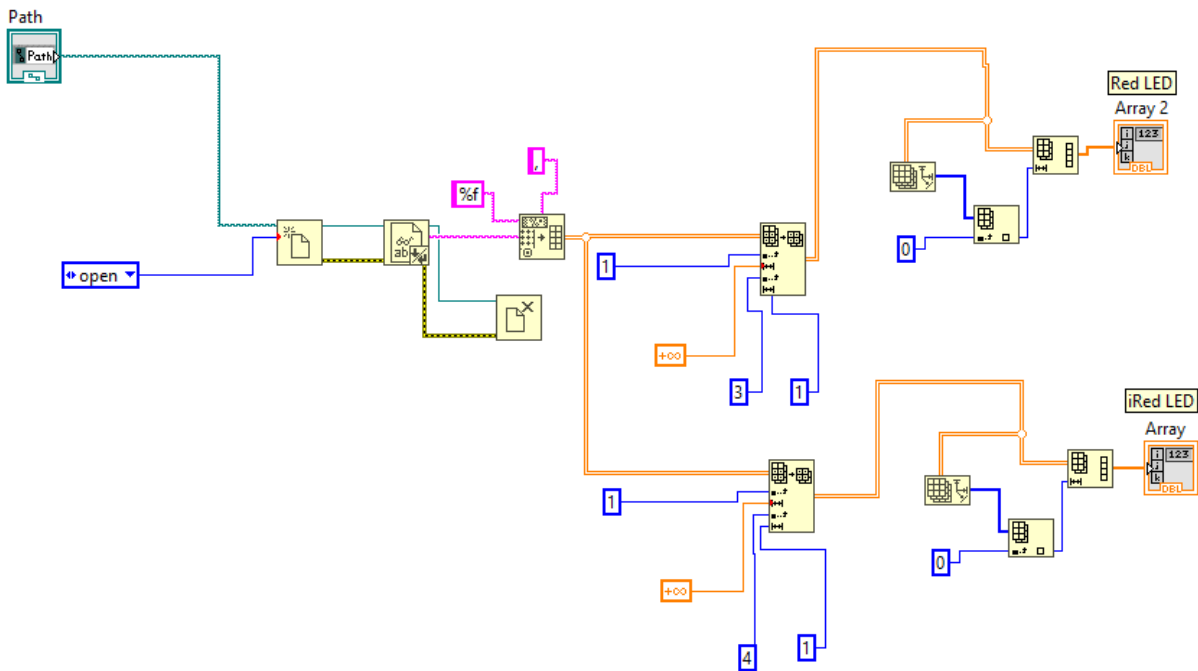 Path
Path
open
%f
,
ab
1
+∞
3
1
0
Red LED
Array 2
i
j
k
123
DBL
1
+∞
4
1
0
iRed LED
Array
i
j
k
123
DBL